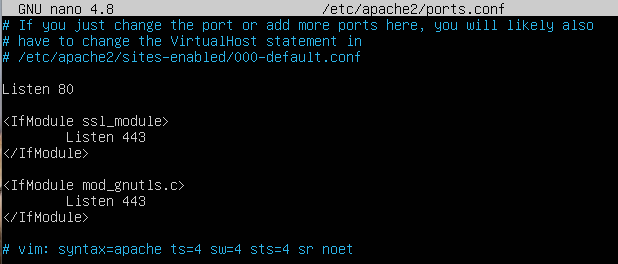 GNU nano 4.8 /etc/apache2/ports.conf
# If you just change the port or add more ports here, you will likely also
# have to change the VirtualHost statement in
# /etc/apache2/sites-enabled/000-default.conf
Listen 80
<IfModule ssl_module>
Listen 443
</IfModule>
<IfModule mod_gnutls.c>
Listen 443
</IfModule>
# vim: syntax=apache ts=4 sw=4 sts=4 sr noet